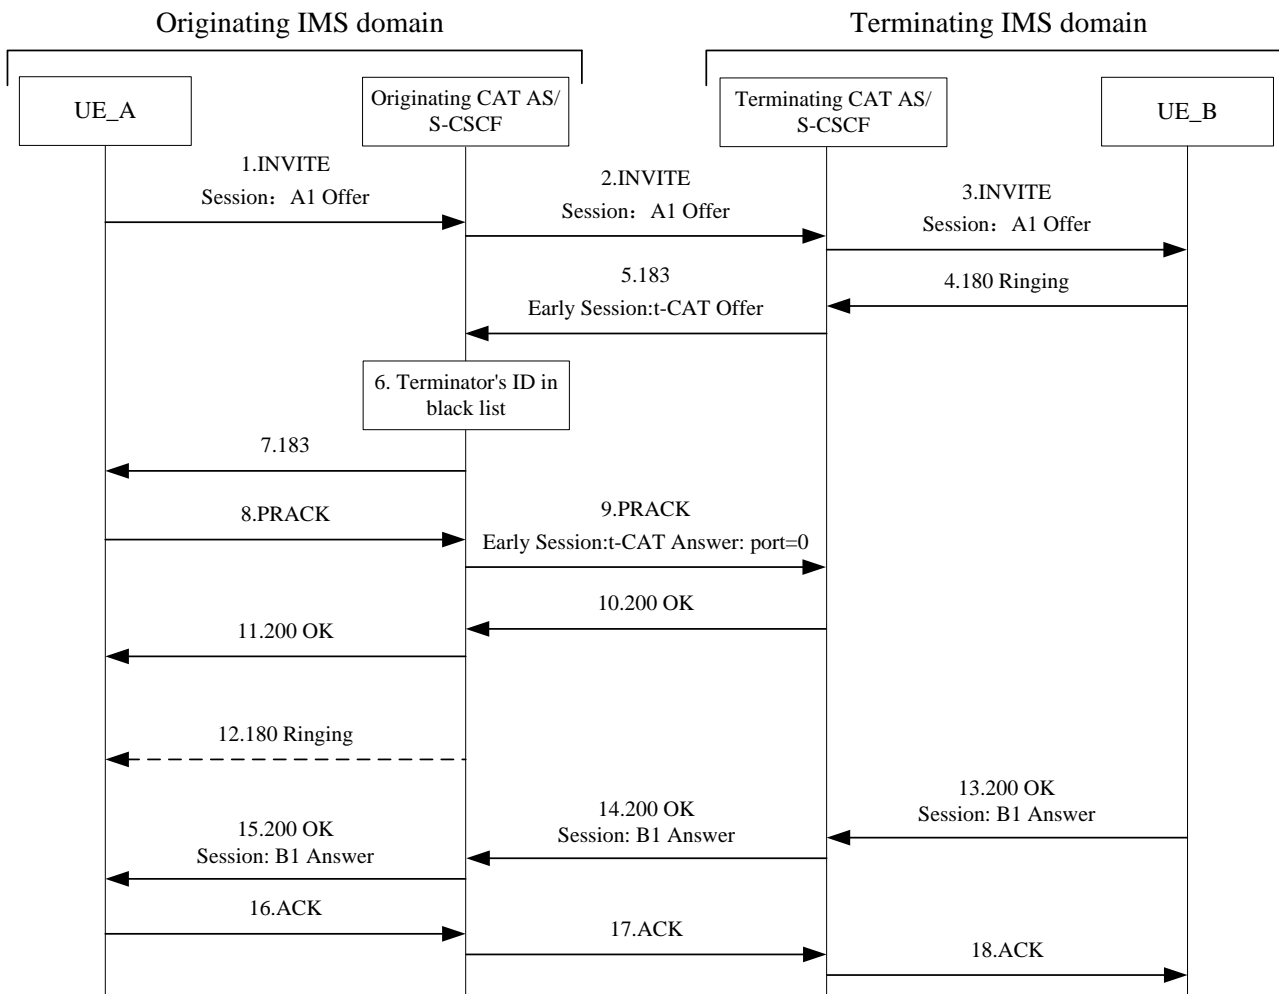 Originating IMS domain
Terminating IMS domain
UE_A
Originating CAT AS/
S-CSCF
Terminating CAT AS/
S-CSCF
UE_B
1.INVITE
Session：A1 Offer
2.INVITE
Session：A1 Offer
3.INVITE
Session：A1 Offer
4.180 Ringing
5.183
Early Session:t-CAT Offer
6. Terminator's ID in
black list
7.183
8.PRACK
9.PRACK
Early Session:t-CAT Answer: port=0
10.200 OK
11.200 OK
12.180 Ringing
13.200 OK
Session: B1 Answer
14.200 OK
Session: B1 Answer
15.200 OK
Session: B1 Answer
16.ACK
17.ACK
18.ACK